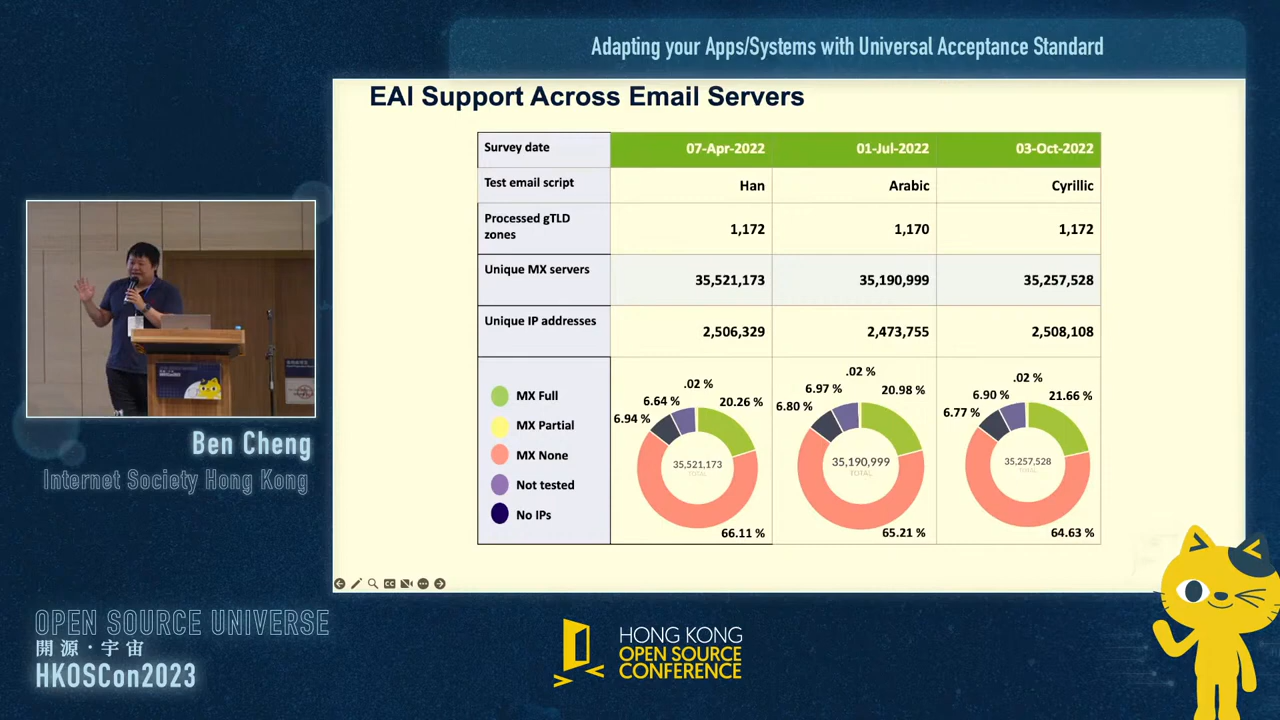 Adapting your Apps/Systems with Universal Acceptance Standard
EAI Support Across Email Servers
Survey date 07-Apr-2022 01-Jul-2022 03-Oct-2022
Test email script Han Arabic Cyrillic
Processed gTLD
zones 1,172 1,170 1,172
Unique MX servers 35,521,173 35,190,999 35,257,528
Unique IP addresses 2,506,329 2,473,755 2,508,108
MX Full
MX Partial
MX None
Not tested
No IPs
.02 %
6.64 %
20.26 %
6.94 %
35,521,173
TOTAL
66.11 %
.02 %
6.97 %
20.98 %
6.80 %
35,190,999
TOTAL
65.21 %
.02 %
6.90 %
21.66 %
6.77 %
35,257,528
TOTAL
64.63 %
Ben Cheng
Internet Society Hong Kong
OPEN SOURCE UNIVERSE
開源·宇宙
HKOSCon2023
HONG KONG
OPEN SOURCE
CONFERENCE